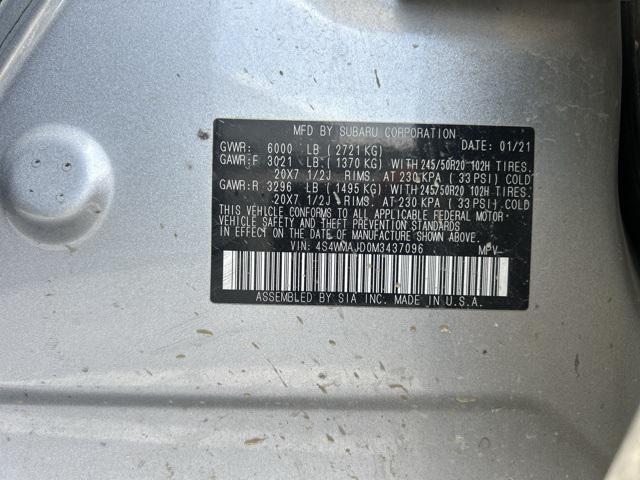 MFD BY SUBARU CORPORATION DATE: 01/21
GVWR: 6000 LB (2721KG)
GAWR:F 3021 LB (1370KG) WITH 245/50R20 102H TIRES.
20X7 1/2J RIMS. AT 230 KPA (33PSI) COLD
GAWR:R 3296 LB (1495KG) WITH 245/50R20 102H TIRES.
20X7 1/2J RIMS. AT 230 KPA (33PSI) COLD
THIS VEHICLE CONFORMS TO ALL APPLICABLE FEDERAL MOTOR
VEHICLE SAFETY AND THEFT PREVENTION STANDARDS IN EFFECT
ON THE DATE OF MANUFACTURE SHOWN ABOVE.
VIN: 4S4WMAJD0M3437096 MPV
ASSEMBLED BY SIA INC. MADE IN U.S.A.